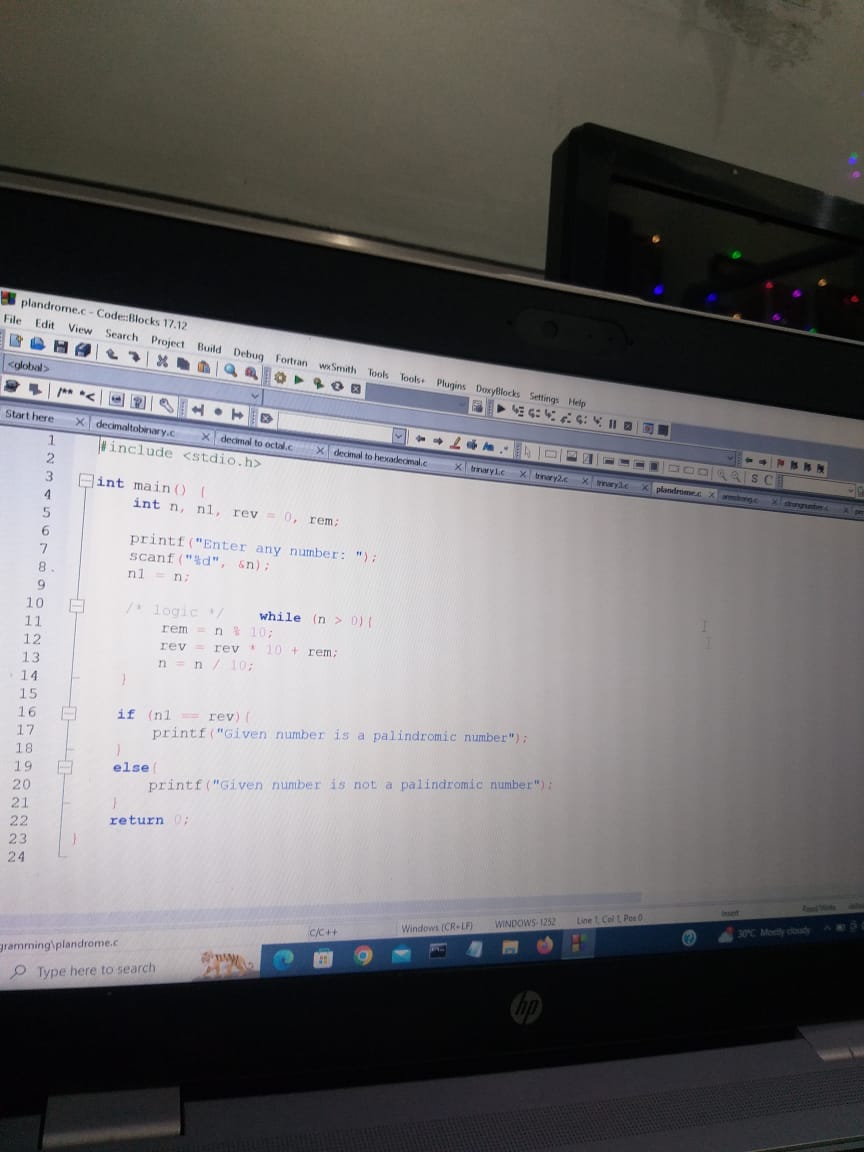 plandrome.c - Code::Blocks 17.12
File Edit View Search Project Build Debug Fortran wxSmith Tools Tools+ Plugins DoxyBlocks Settings Help
<global>
/** *<
S C
Start here decimaltobinary.c decimal to octal.c decimal to hexadecimal.c trinary1.c trinary2.c trinary3.c plandrome.c armstrong.c strongnumber.c
1 #include <stdio.h>
2
3 int main() {
4 int n, n1, rev = 0, rem;
5
6 printf("Enter any number: ");
7 scanf("%d", &n);
8 n1 = n;
9
10 /* logic */ while (n > 0){
11 rem = n % 10;
12 rev = rev * 10 + rem;
13 n = n / 10;
14 }
15
16 if (n1 == rev){
17 printf("Given number is a palindromic number");
18 }
19 else{
20 printf("Given number is not a palindromic number");
21 }
22 return 0;
23 }
24
gramming\plandrome.c C/C++ Windows (CR+LF) WINDOWS-1252 Line 1, Col 1, Pos 0 Insert Read/Write
Type here to search
30°C Mostly cloudy
hp